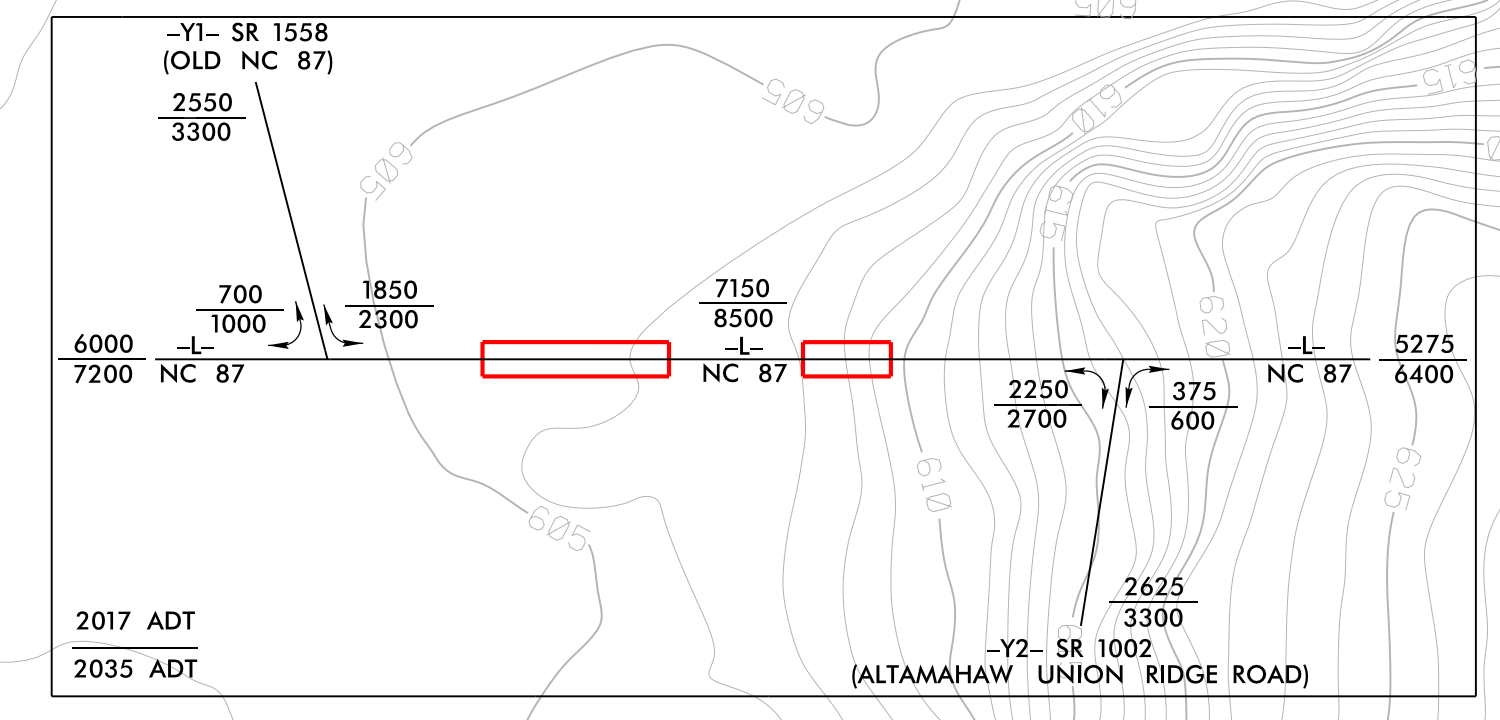 605
–Y1– SR 1558
(OLD NC 87)
2550
3300
605
605
610
615
615
700
1000
1850
2300
7150
8500
620
6000
7200
–L–
NC 87
–L–
NC 87
–L–
NC 87
5275
6400
2250
2700
375
600
610
625
605
2017 ADT
2035 ADT
2625
3300
–Y2– SR 1002
(ALTAMAHAW UNION RIDGE ROAD)